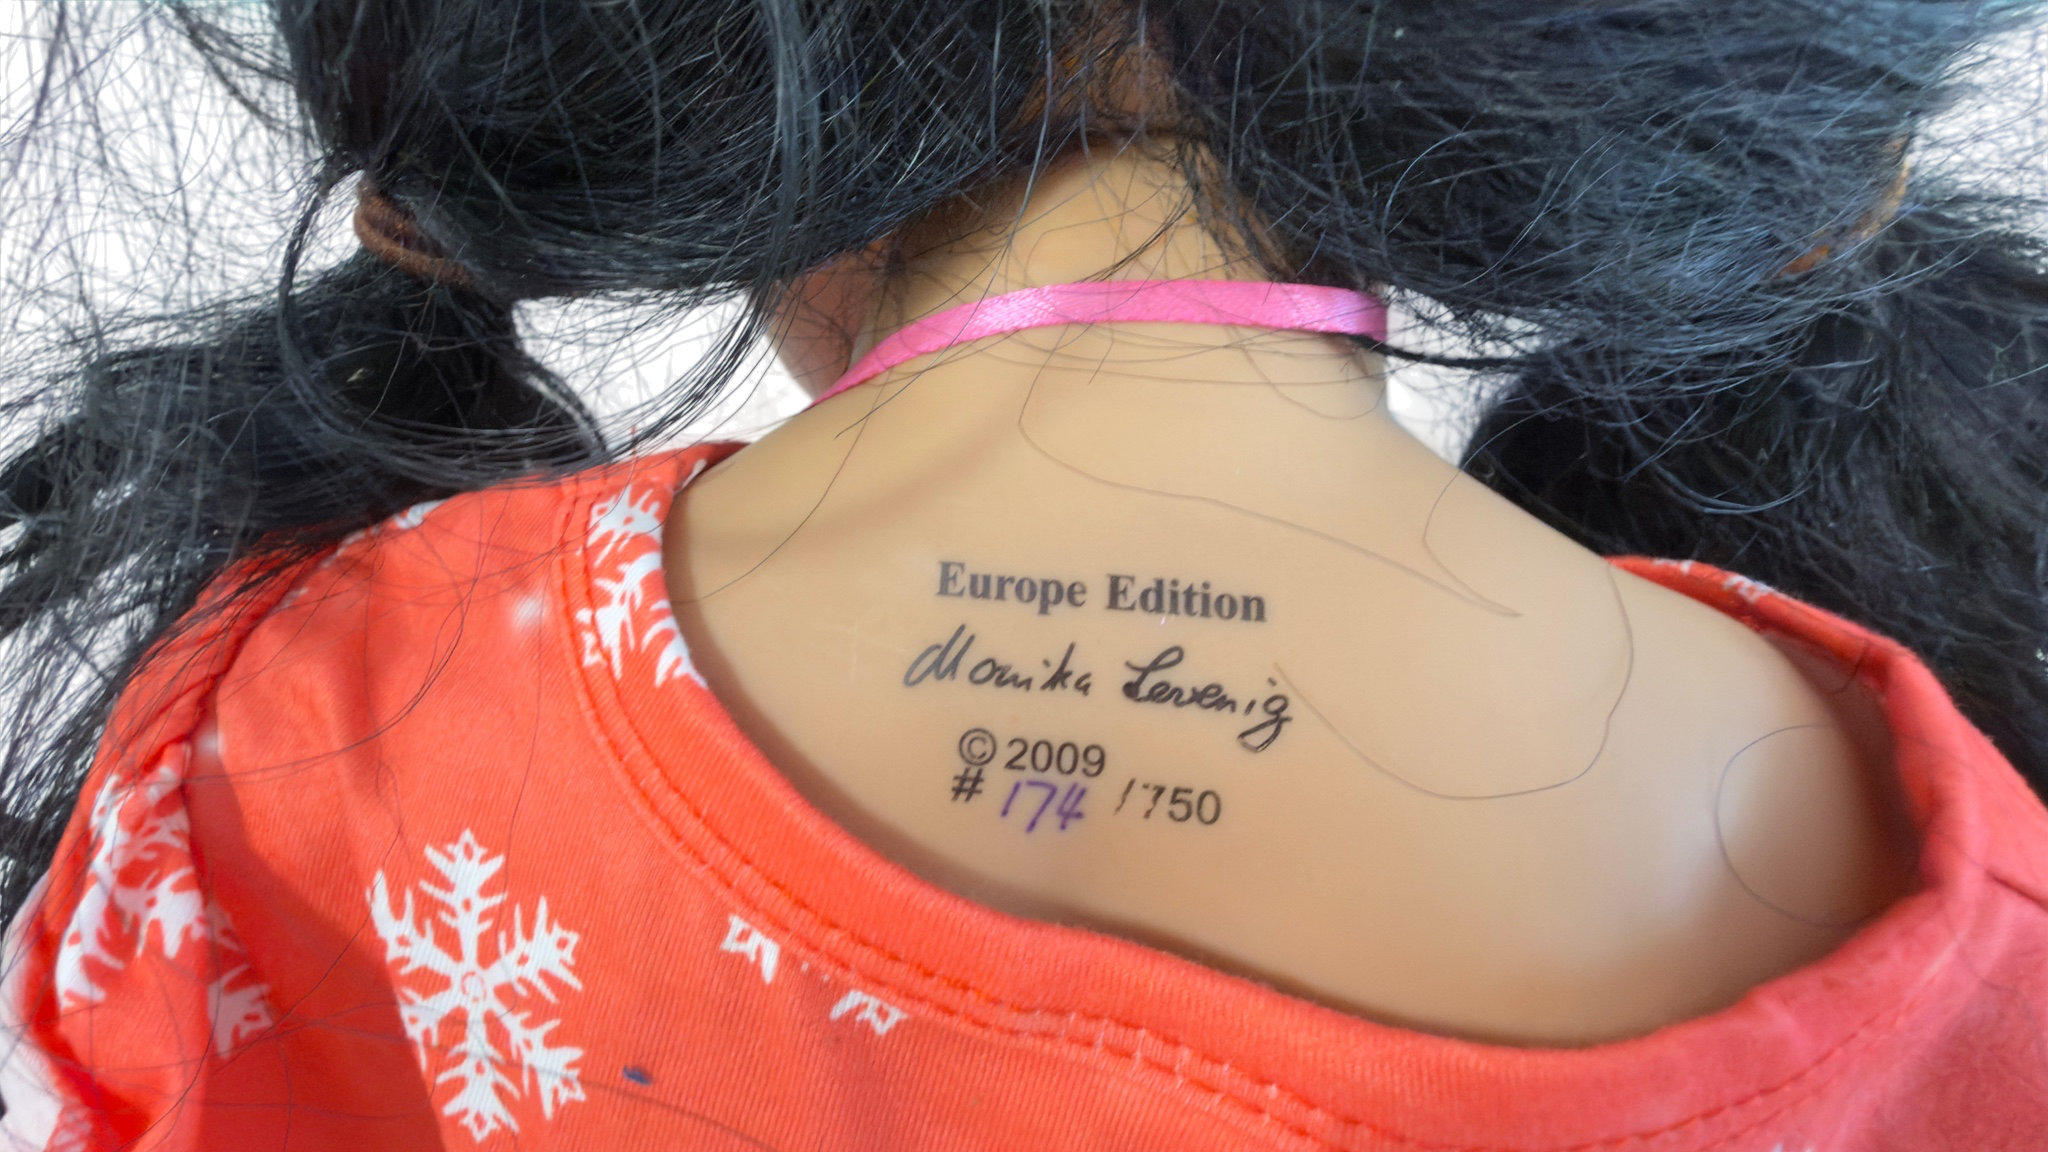 Europe Edition
Monika Levenig
© 2009
# 174 /750